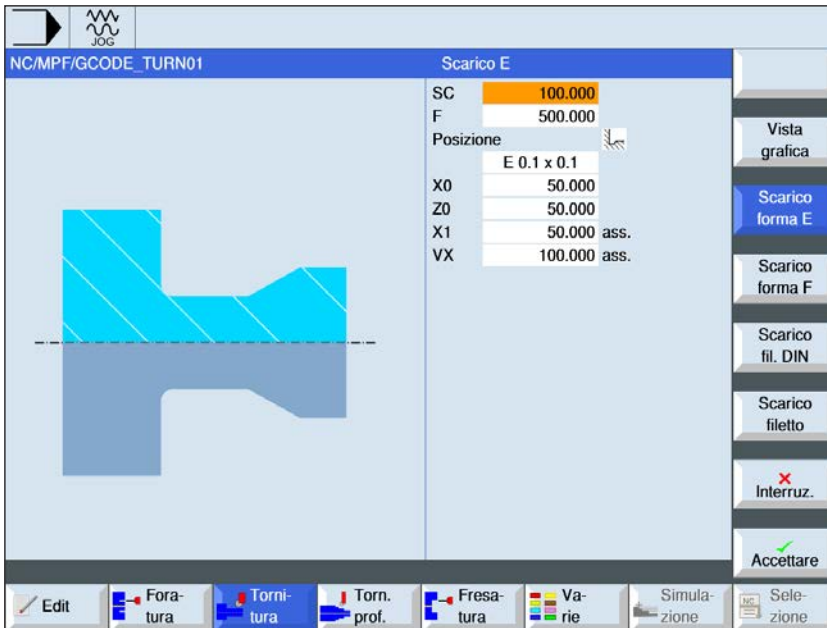 JOG
NC/MPF/GCODE_TURN01
Scarico E
SC 100.000
F 500.000
Posizione
E 0.1 x 0.1
X0 50.000
Z0 50.000
X1 50.000 ass.
VX 100.000 ass.
Vista
grafica
Scarico
forma E
Scarico
forma F
Scarico
fil. DIN
Scarico
filetto
Interruz.
Accettare
Edit
Fora-
tura
Torni-
tura
Torn.
prof.
Fresa-
tura
Va-
rie
Simula-
zione
NC
Sele-
zione